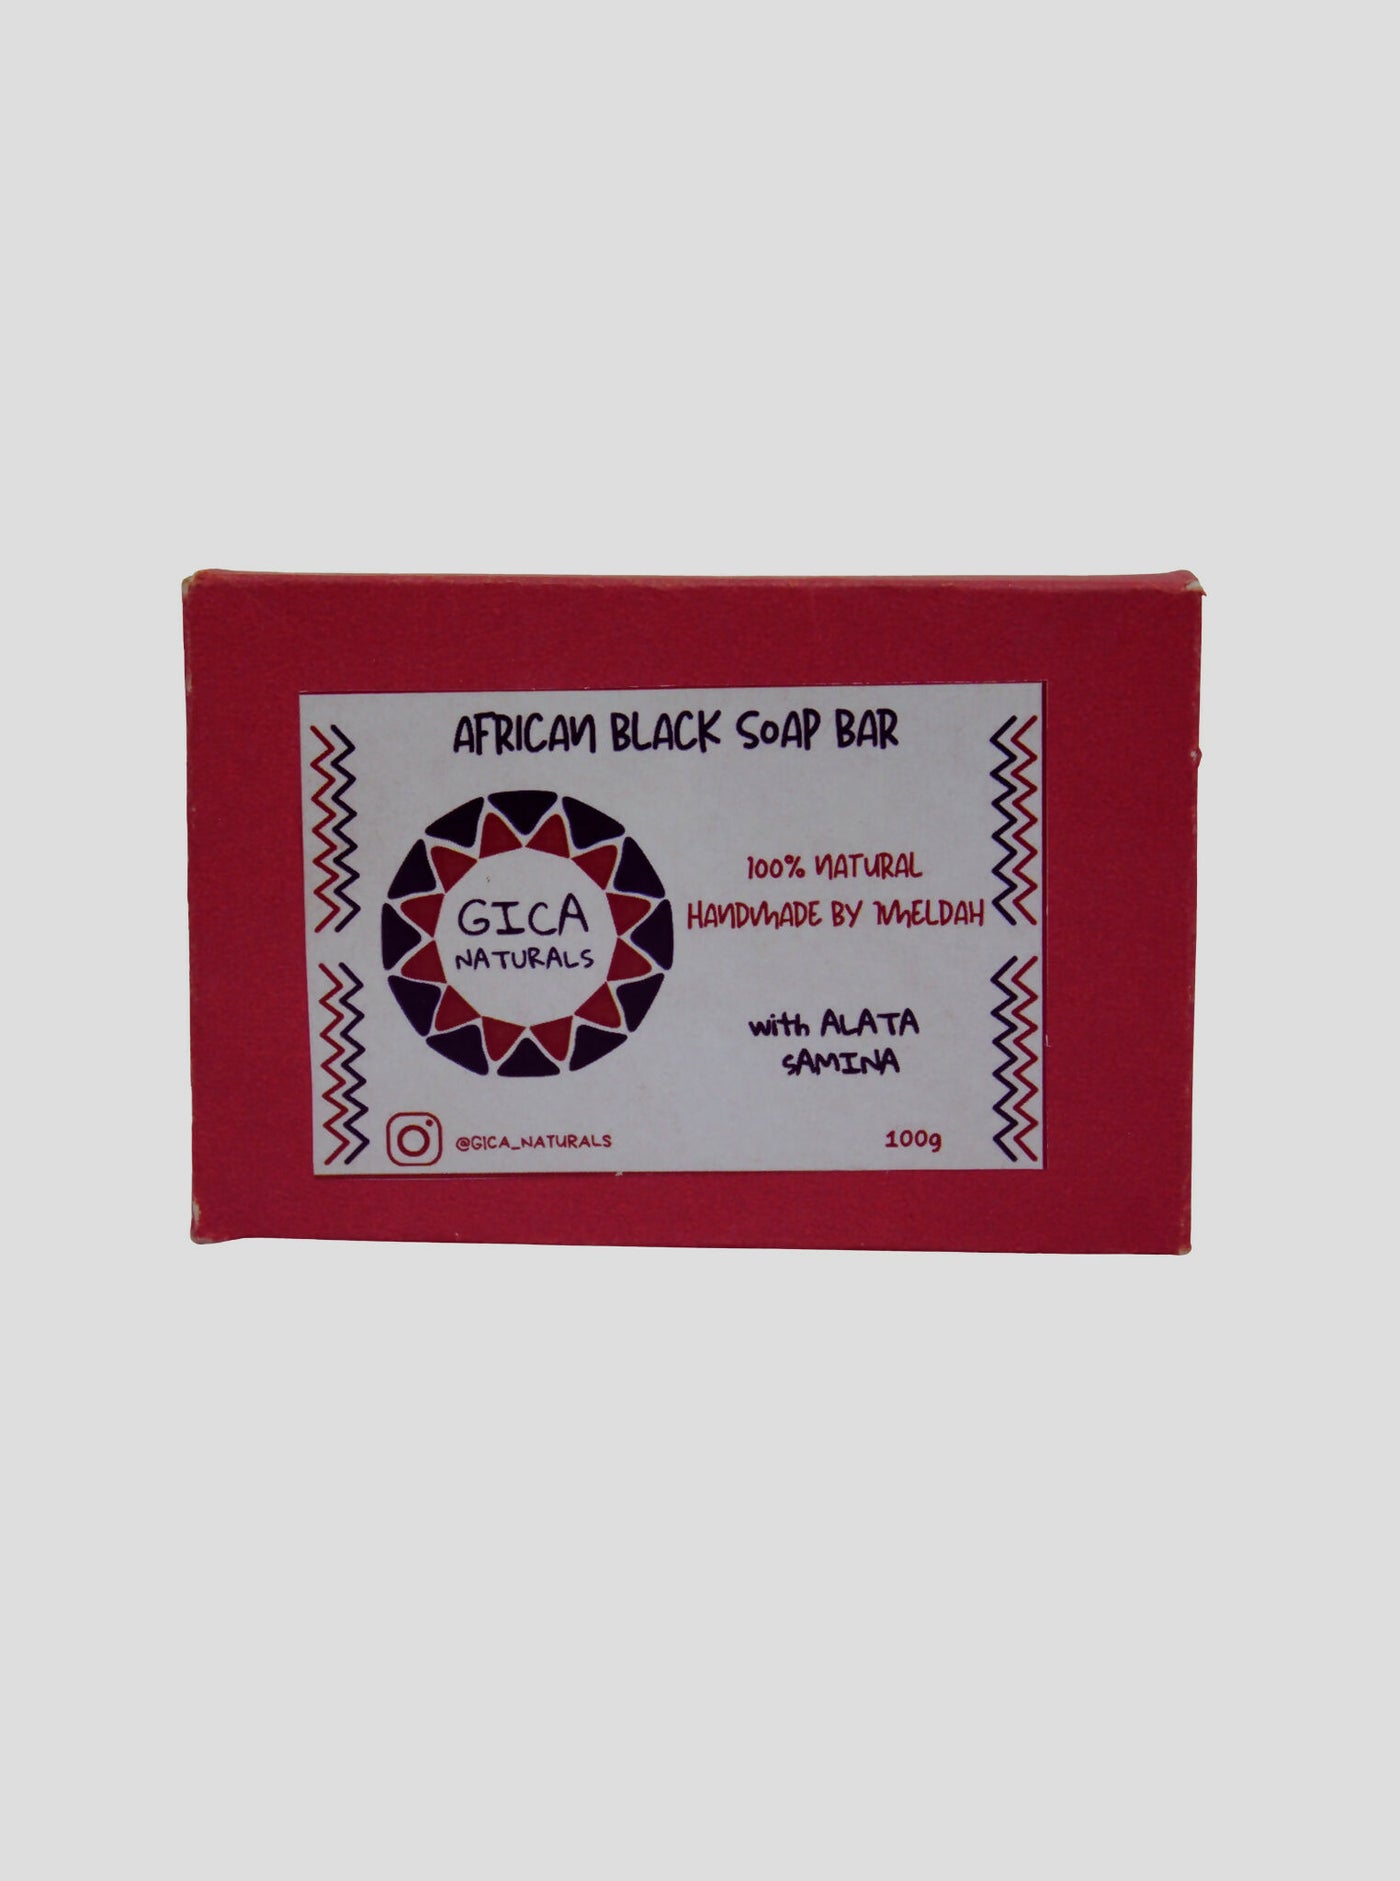 AFRICAN BLACK SOAP BAR
GICA
NATURALS
100% NATURAL
HANDMADE BY IMELDAH
with ALATA
SAMINA
@GICA_NATURALS
100g